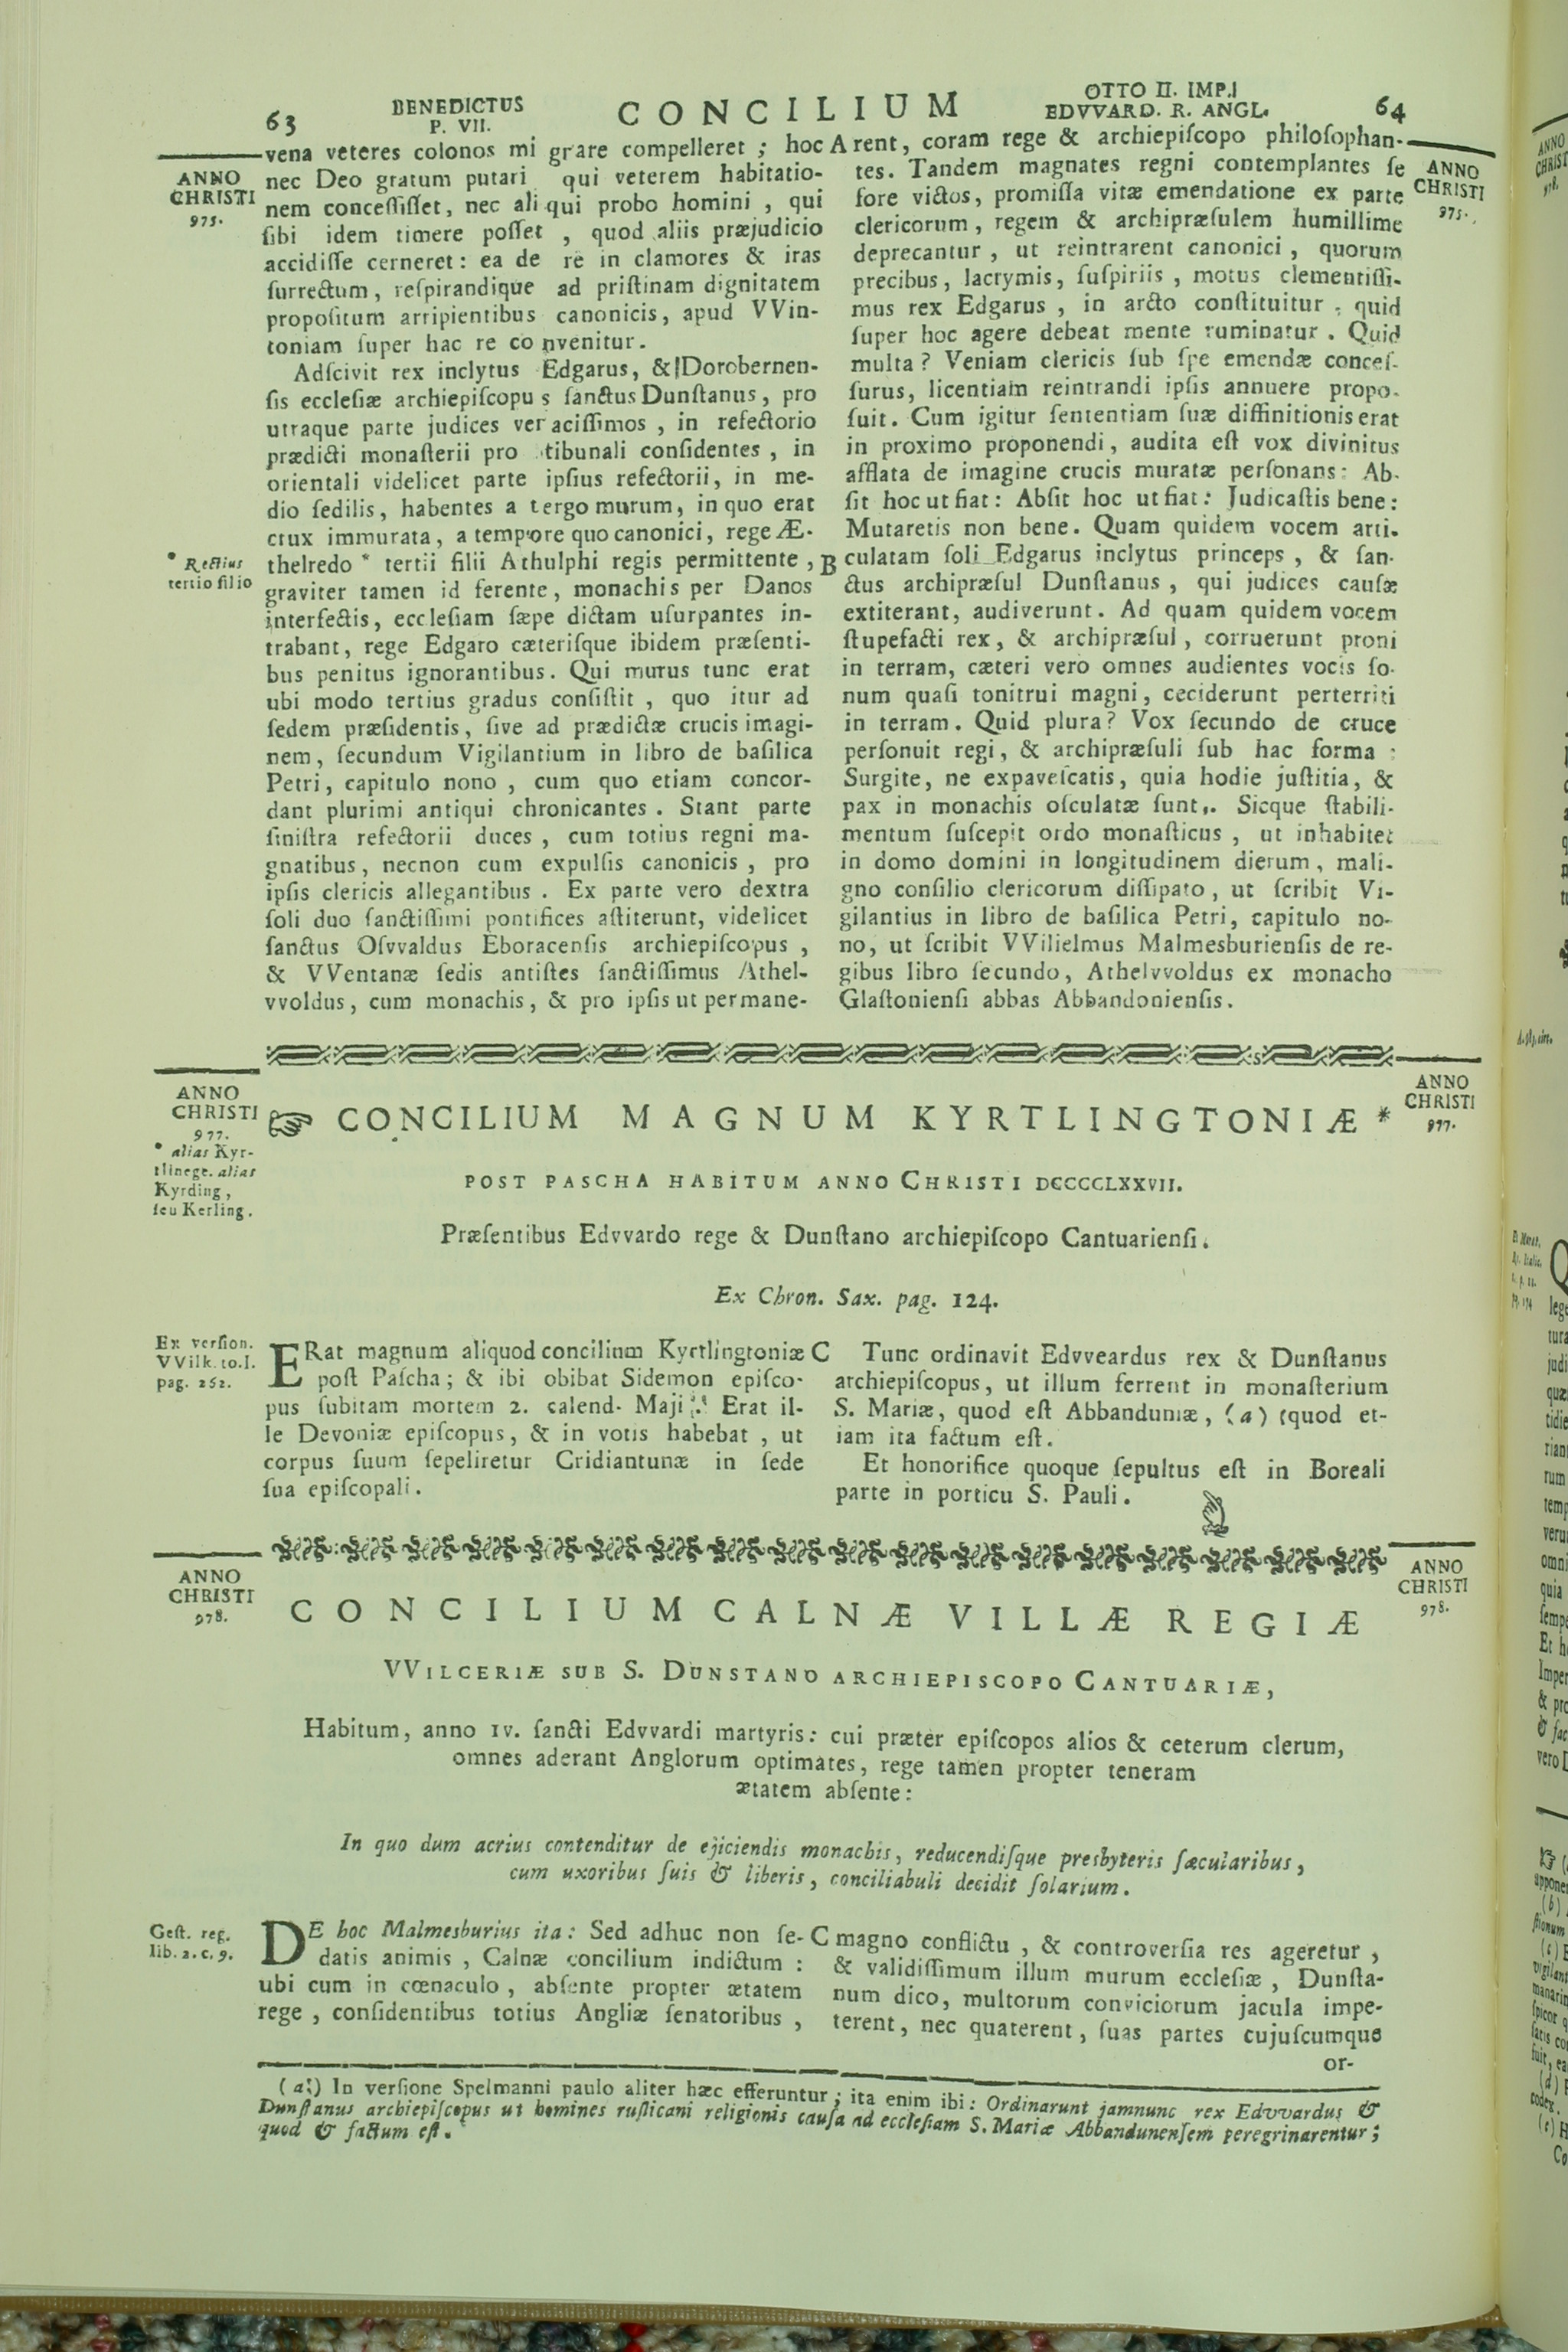 63
BENEDICTUS
P. VII.
CONCILIUM
OTTO II. IMP.
EDVVARD. R. ANGL.
64
ANNO
CHRISTI
975.
vena veteres colonos mi grare compelleret ; hoc
nec Deo gratum putari qui veterem habitatio-
nem conceſſiſſet, nec ali qui probo homini , qui
ſibi idem timere poſſet , quod aliis præjudicio
accidiſſe cerneret : ea de re in clamores & iras
ſurrectum , reſpirandique ad priſtinam dignitatem
propoſitum arripientibus canonicis, apud VVin-
toniam ſuper hac re co nvenitur.
Adſcivit rex inclytus Edgarus, & Dorobernen-
ſis eccleſiæ archiepiſcopu s ſanctus Dunſtanus, pro
utraque parte judices ver aciſſimos , in refectorio
prædicti monaſterii pro tibunali conſidentes , in
orientali videlicet parte ipſius refectorii, in me-
dio ſedilis, habentes a tergo murum, in quo erat
crux immurata, a tempore quo canonici, rege Æ-
thelredo * tertii filii Athulphi regis permittente ,
graviter tamen id ferente, monachis per Danos
interfectis, eccleſiam ſæpe dictam uſurpantes in-
trabant, rege Edgaro cæteriſque ibidem præſenti-
bus penitus ignorantibus. Qui murus tunc erat
ubi modo tertius gradus conſiſtit , quo itur ad
ſedem præſidentis, ſive ad prædictæ crucis imagi-
nem, ſecundum Vigilantium in libro de baſilica
Petri, capitulo nono , cum quo etiam concor-
dant plurimi antiqui chronicantes . Stant parte
ſiniſtra refectorii duces , cum totius regni ma-
gnatibus, necnon cum expulſis canonicis , pro
ipſis clericis allegantibus . Ex parte vero dextra
ſoli duo ſanctiſſimi pontifices aſtiterunt, videlicet
ſanctus Oſvvaldus Eboracenſis archiepiſcopus ,
& VVentanæ ſedis antiſtes ſanctiſſimus Athel-
vvoldus, cum monachis, & pro ipſis ut permane-
* Rectius
tertio filio
A
B
rent, coram rege & archiepiſcopo philoſophan-
tes. Tandem magnates regni contemplantes ſe
fore victos, promiſſa vitæ emendatione ex parte
clericorum, regem & archipræſulem humillime
deprecantur , ut reintrarent canonici , quorum
precibus, lacrymis, ſuſpiriis , motus clementiſſi-
mus rex Edgarus , in arcto conſtituitur , quid
ſuper hoc agere debeat mente ruminatur . Quid
multa ? Veniam clericis ſub ſpe emendæ conceſ-
ſurus, licentiam reintrandi ipſis annuere propo-
ſuit. Cum igitur ſententiam ſuæ diffinitionis erat
in proximo proponendi, audita eſt vox divinitus
afflata de imagine crucis muratæ perſonans : Ab-
ſit hoc ut fiat : Abſit hoc ut fiat : Judicaſtis bene :
Mutaretis non bene. Quam quidem vocem arti-
culatam ſoli Edgarus inclytus princeps , & ſan-
ctus archipræſul Dunſtanus , qui judices cauſæ
extiterant, audiverunt. Ad quam quidem vocem
ſtupefacti rex, & archipræſul, corruerunt proni
in terram, cæteri vero omnes audientes vocis ſo-
num quaſi tonitrui magni, ceciderunt perterriti
in terram. Quid plura? Vox ſecundo de cruce
perſonuit regi, & archipræſuli ſub hac forma :
Surgite, ne expaveſcatis, quia hodie juſtitia, &
pax in monachis oſculatæ ſunt,. Sicque ſtabili-
mentum ſuſcepit ordo monaſticus , ut inhabitet
in domo domini in longitudinem dierum, mali-
gno conſilio clericorum diſſipato, ut ſcribit Vi-
gilantius in libro de baſilica Petri, capitulo no-
no, ut ſcribit VVilielmus Malmesburienſis de re-
gibus libro ſecundo, Athelvvoldus ex monacho
Glaſtonienſi abbas Abbandonienſis.
ANNO
CHRISTI
975.
ANNO
CHRISTI
977.
* alias Kyr-
tlinege. alias
Kyrding,
ſeu Kerling.
☞ CONCILIUM MAGNUM KYRTLINGTONIÆ *
ANNO
CHRISTI
977.
POST PASCHA HABITUM ANNO CHRISTI DCCCCLXXVII.
Præſentibus Edvvardo rege & Dunſtano archiepiſcopo Cantuarienſi.
Ex Chron. Sax. pag. 124.
Ex verſion.
VVilk. to.I.
pag. 262.
ERat magnum aliquod concilium Kyrtlingtoniæ
poſt Paſcha ; & ibi obibat Sidemon epiſco-
pus ſubitam mortem 2. calend. Maji . Erat il-
le Devoniæ epiſcopus, & in votis habebat , ut
corpus ſuum ſepeliretur Cridiantunæ in ſede
ſua epiſcopali .
C
Tunc ordinavit Edvveardus rex & Dunſtanus
archiepiſcopus, ut illum ferrent in monaſterium
S. Mariæ, quod eſt Abbanduniæ, (a) (quod et-
iam ita factum eſt.
Et honorifice quoque ſepultus eſt in Boreali
parte in porticu S. Pauli .
ANNO
CHRISTI
978.
CONCILIUM CALNÆ VILLÆ REGIÆ
ANNO
CHRISTI
978.
VVILCERIÆ SUB S. DUNSTANO ARCHIEPISCOPO CANTUARIÆ,
Habitum, anno IV. ſancti Edvvardi martyris : cui præter epiſcopos alios & ceterum clerum,
omnes aderant Anglorum optimates, rege tamen propter teneram
ætatem abſente :
In quo dum acrius contenditur de ejiciendis monachis, reducendiſque presbyteris ſæcularibus,
cum uxoribus ſuis & liberis, conciliabuli decidit ſolarium.
Geſt. reg.
lib. 2. c. 9.
DE hoc Malmesburius ita : Sed adhuc non ſe-
datis animis , Calnæ concilium indictum :
ubi cum in cœnaculo, abſente propter ætatem
rege , conſidentibus totius Angliæ ſenatoribus ,
C
magno conflictu , & controverſia res ageretur ,
& validiſſimum illum murum eccleſiæ , Dunſta-
num dico, multorum conviciorum jacula impe-
terent, nec quaterent, ſuas partes cujuſcumque
or-
(a) In verſione Spelmanni paulo aliter hæc efferuntur ; ita enim ibi : Ordinarunt jamnunc rex Edvvardus &
Dunſtanus archiepiſcopus ut homines ruſticani religionis cauſa ad eccleſiam S. Mariæ Abbandunenſem peregrinarentur ;
quod & factum eſt.